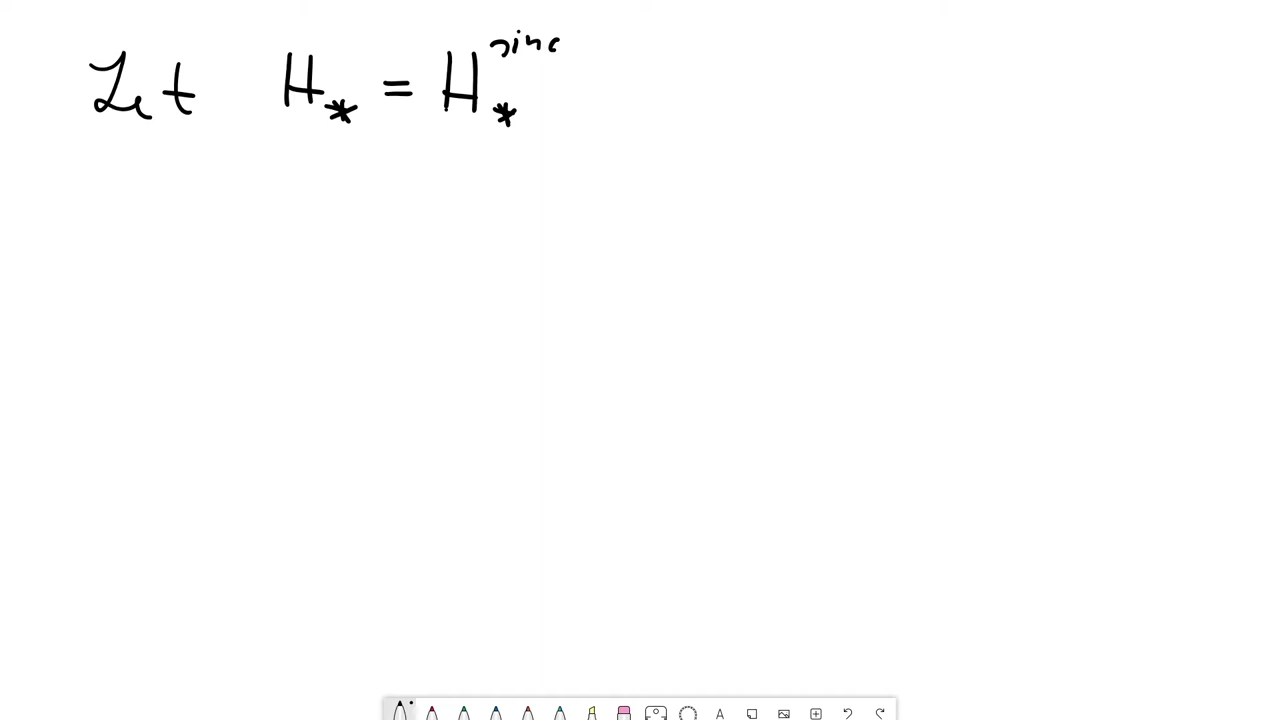 Let H_* = H_*^{sing